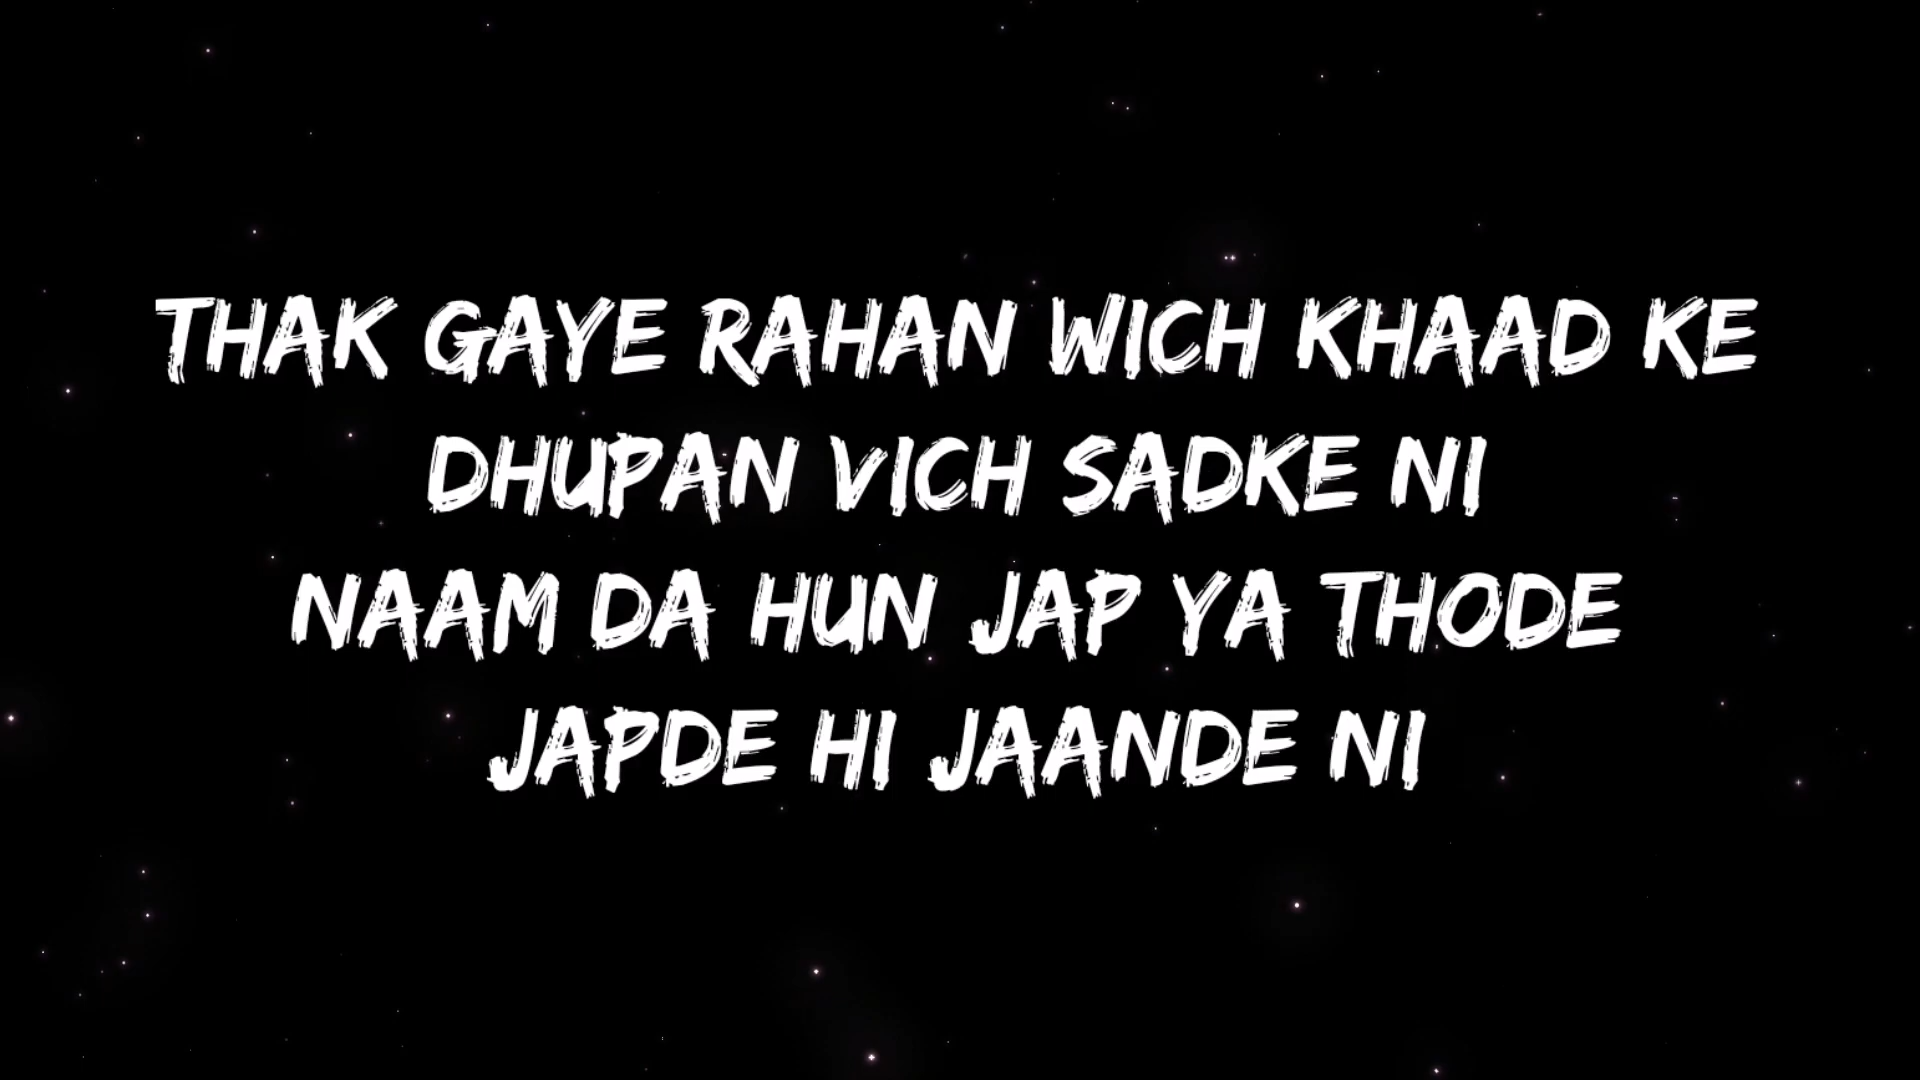 THAK GAYE RAHAN WICH KHAAD KE
DHUPAN VICH SADKE NI
NAAM DA HUN JAP YA THODE
JAPDE HI JAANDE NI